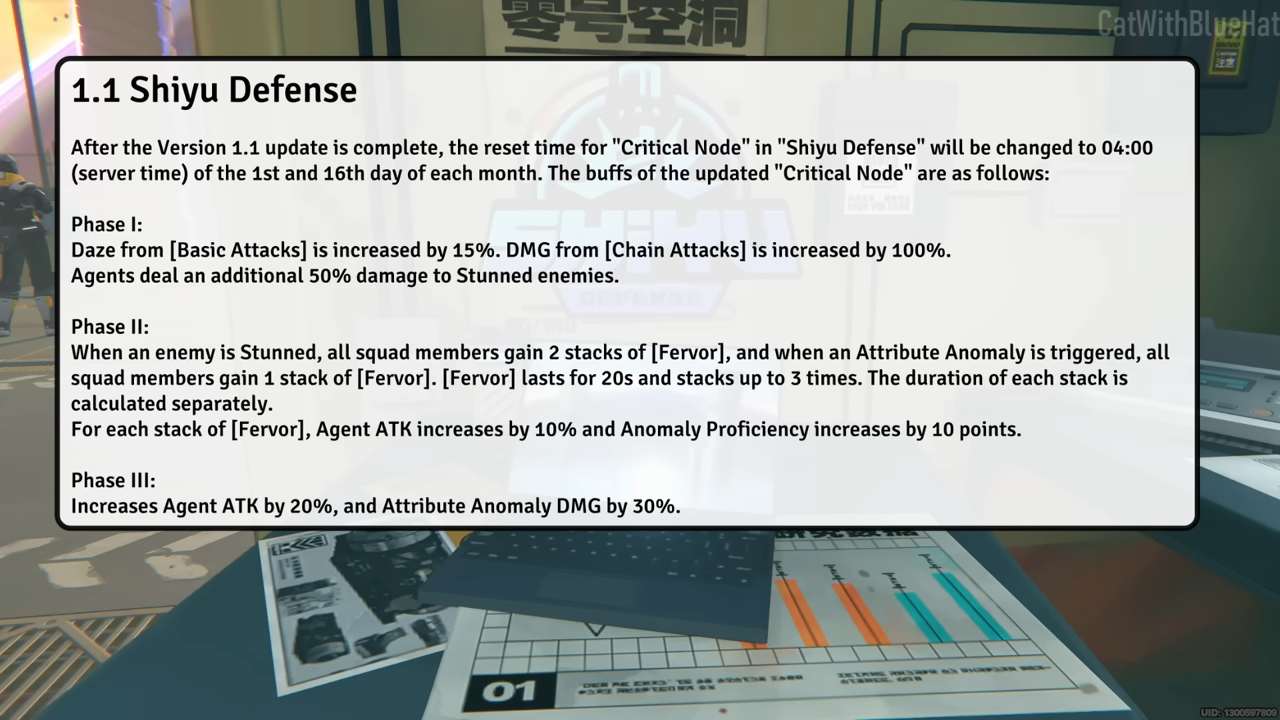 零号空洞
CatWithBlueHat
1.1 Shiyu Defense
After the Version 1.1 update is complete, the reset time for "Critical Node" in "Shiyu Defense" will be changed to 04:00
(server time) of the 1st and 16th day of each month. The buffs of the updated "Critical Node" are as follows:
Phase I:
Daze from [Basic Attacks] is increased by 15%. DMG from [Chain Attacks] is increased by 100%.
Agents deal an additional 50% damage to Stunned enemies.
Phase II:
When an enemy is Stunned, all squad members gain 2 stacks of [Fervor], and when an Attribute Anomaly is triggered, all
squad members gain 1 stack of [Fervor]. [Fervor] lasts for 20s and stacks up to 3 times. The duration of each stack is
calculated separately.
For each stack of [Fervor], Agent ATK increases by 10% and Anomaly Proficiency increases by 10 points.
Phase III:
Increases Agent ATK by 20%, and Attribute Anomaly DMG by 30%.
SHIYU
DEFENSE
01
UID: 1300597809